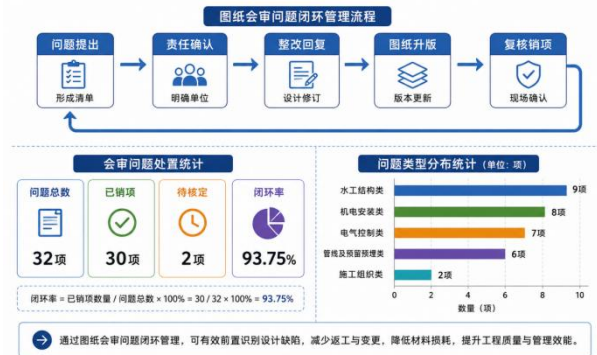 图纸会审问题闭环管理流程
问题提出
责任确认
整改回复
图纸升版
复核销项
形成清单
明确单位
设计修订
版本更新
现场确认
会审问题处置统计
问题总数
已销项
待核定
闭环率
32项
30项
2项
93.75%
闭环率 = 已销项数量 / 问题总数 × 100% = 30 / 32 × 100% = 93.75%
问题类型分布统计（单位: 项）
水工结构类
9项
机电安装类
8项
电气控制类
7项
管线及预留预埋类
6项
施工组织类
2项
0 2 4 6 8 10
数量（项）
通过图纸会审问题闭环管理，可有效前置识别设计缺陷，减少返工与变更，降低材料损耗，提升工程质量与管理效能。